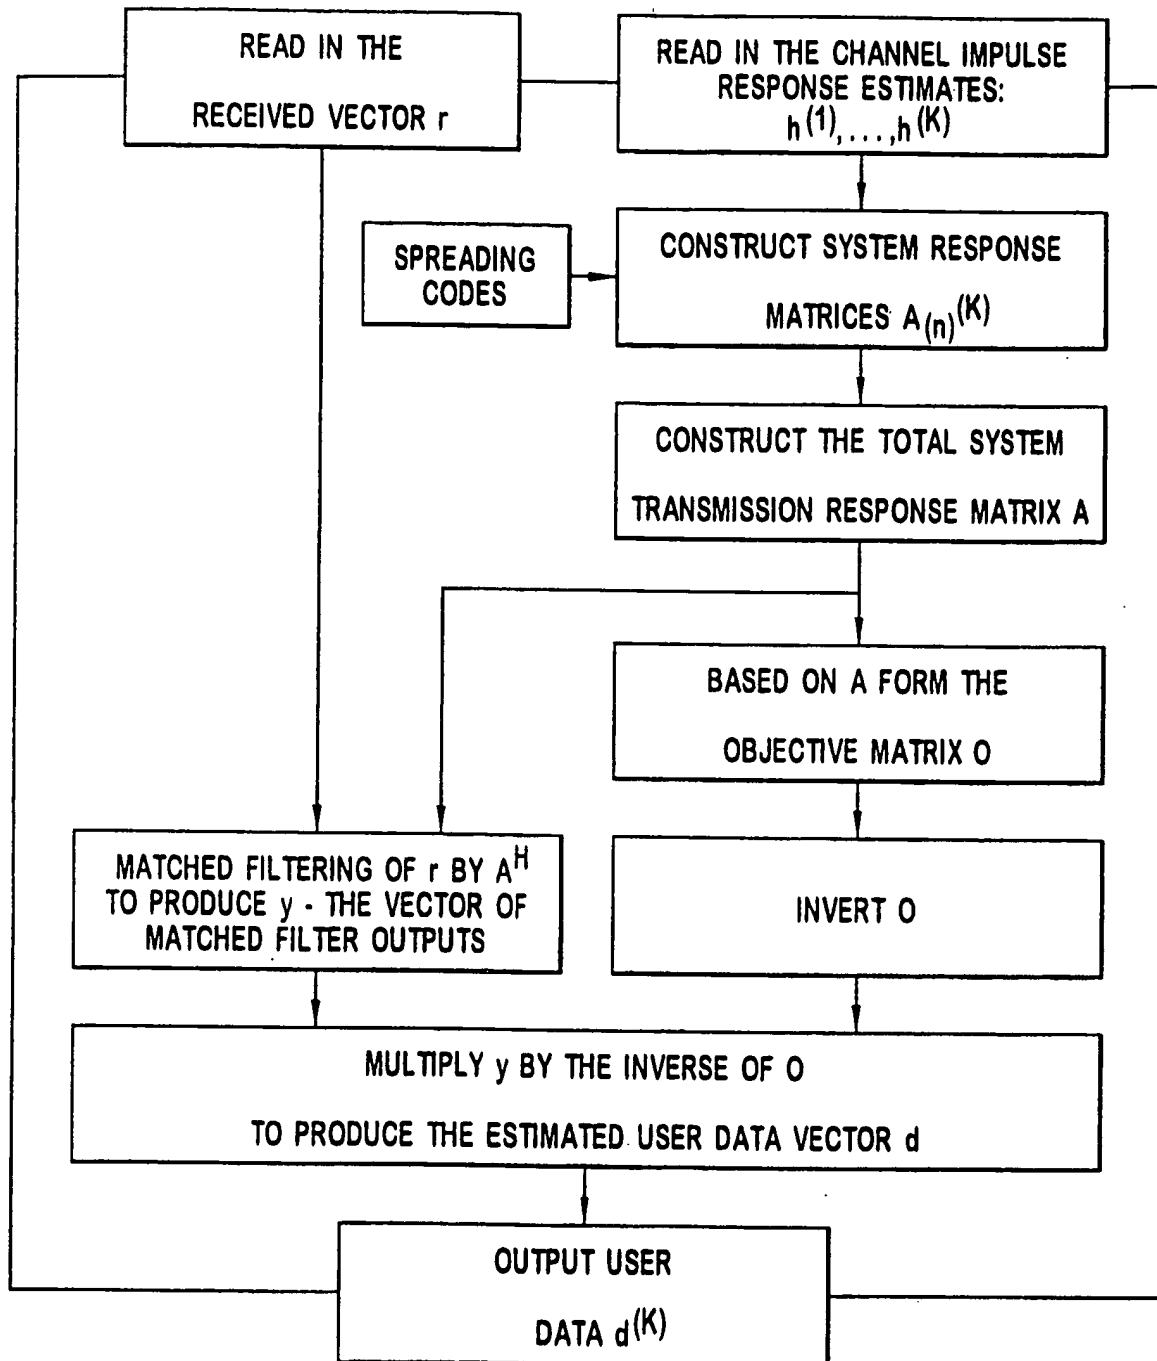 READ IN THE
RECEIVED VECTOR r
READ IN THE CHANNEL IMPULSE
RESPONSE ESTIMATES:
h(1),...,h(K)
SPREADING
CODES
CONSTRUCT SYSTEM RESPONSE
MATRICES A(n)(K)
CONSTRUCT THE TOTAL SYSTEM
TRANSMISSION RESPONSE MATRIX A
BASED ON A FORM THE
OBJECTIVE MATRIX O
MATCHED FILTERING OF r BY AH
TO PRODUCE y - THE VECTOR OF
MATCHED FILTER OUTPUTS
INVERT O
MULTIPLY y BY THE INVERSE OF O
TO PRODUCE THE ESTIMATED USER DATA VECTOR d
OUTPUT USER
DATA d(K)